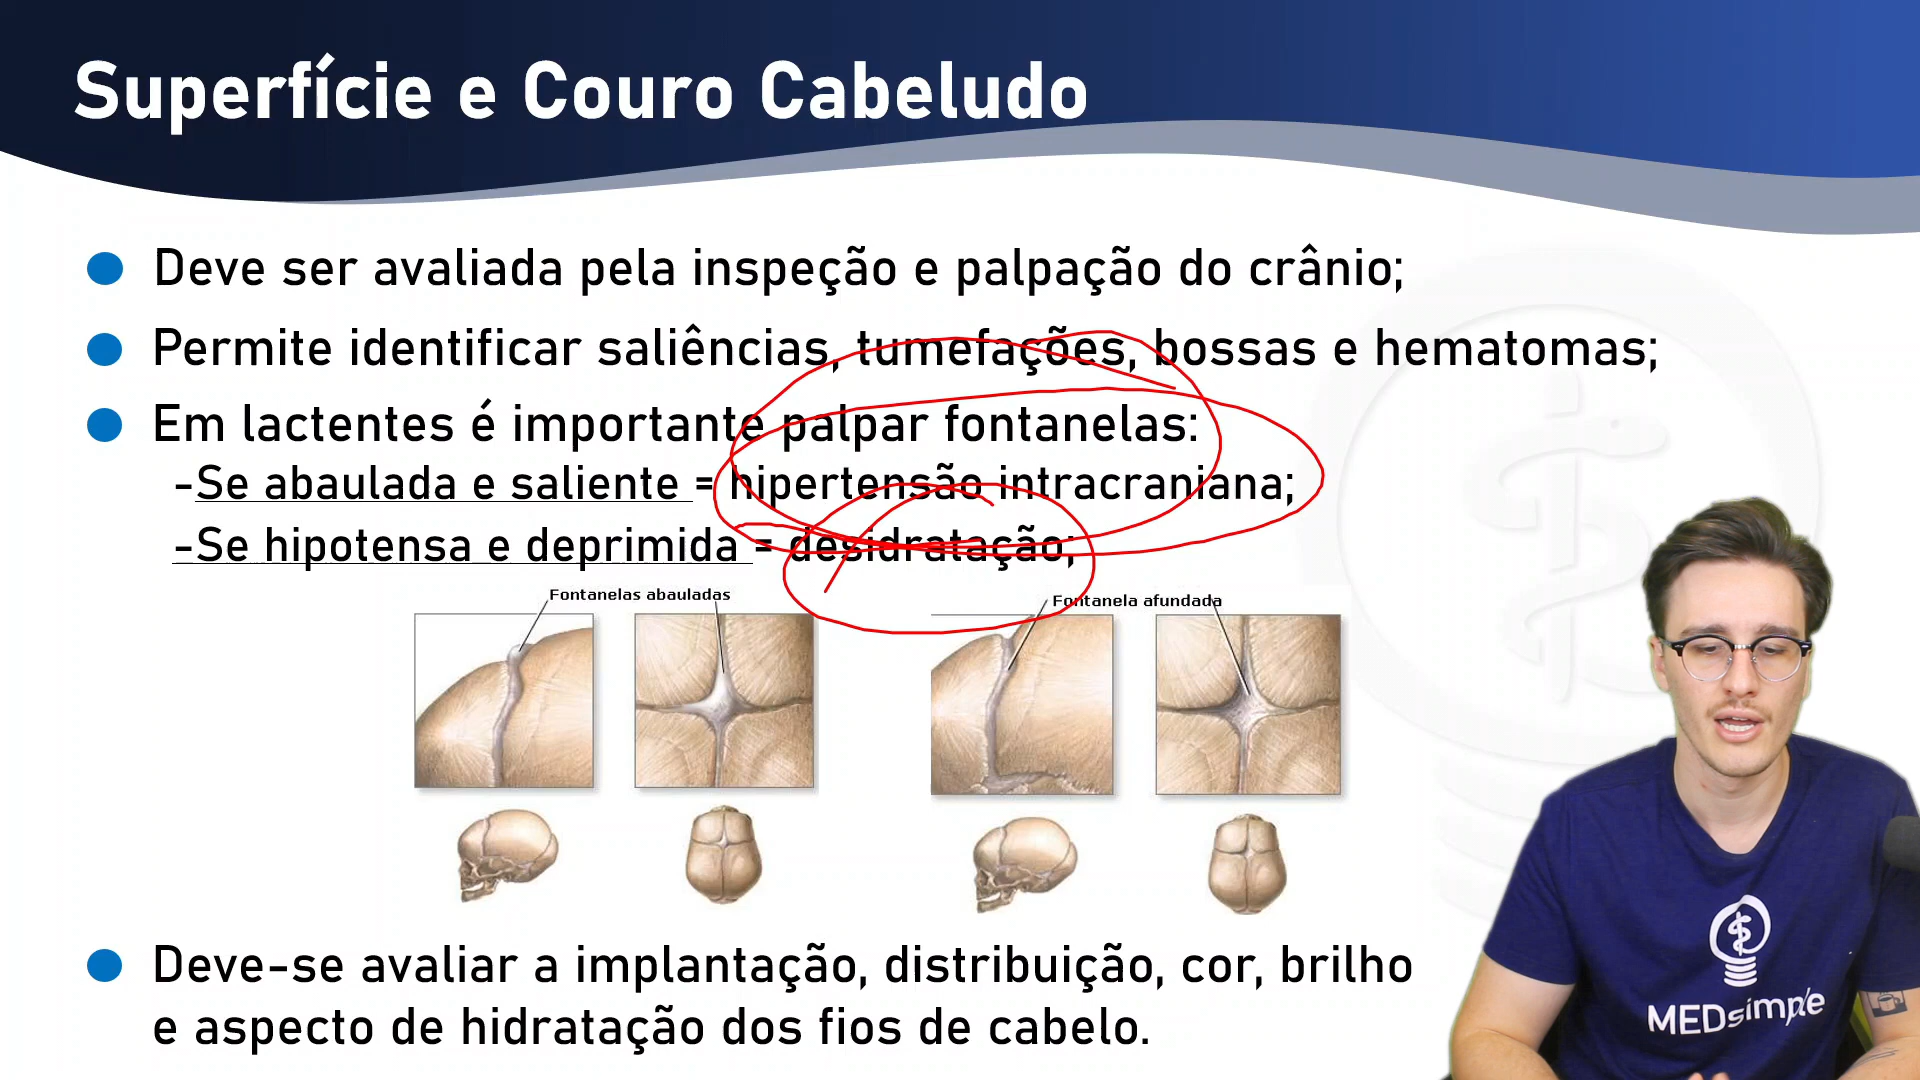 Superfície e Couro Cabeludo
Deve ser avaliada pela inspeção e palpação do crânio;
Permite identificar saliências, tumefações, bossas e hematomas;
Em lactentes é importante palpar fontanelas:
-Se abaulada e saliente = hipertensão intracraniana;
-Se hipotensa e deprimida = desidratação;
Fontanelas abauladas
Fontanela afundada
Deve-se avaliar a implantação, distribuição, cor, brilho
e aspecto de hidratação dos fios de cabelo.
MEDsimple